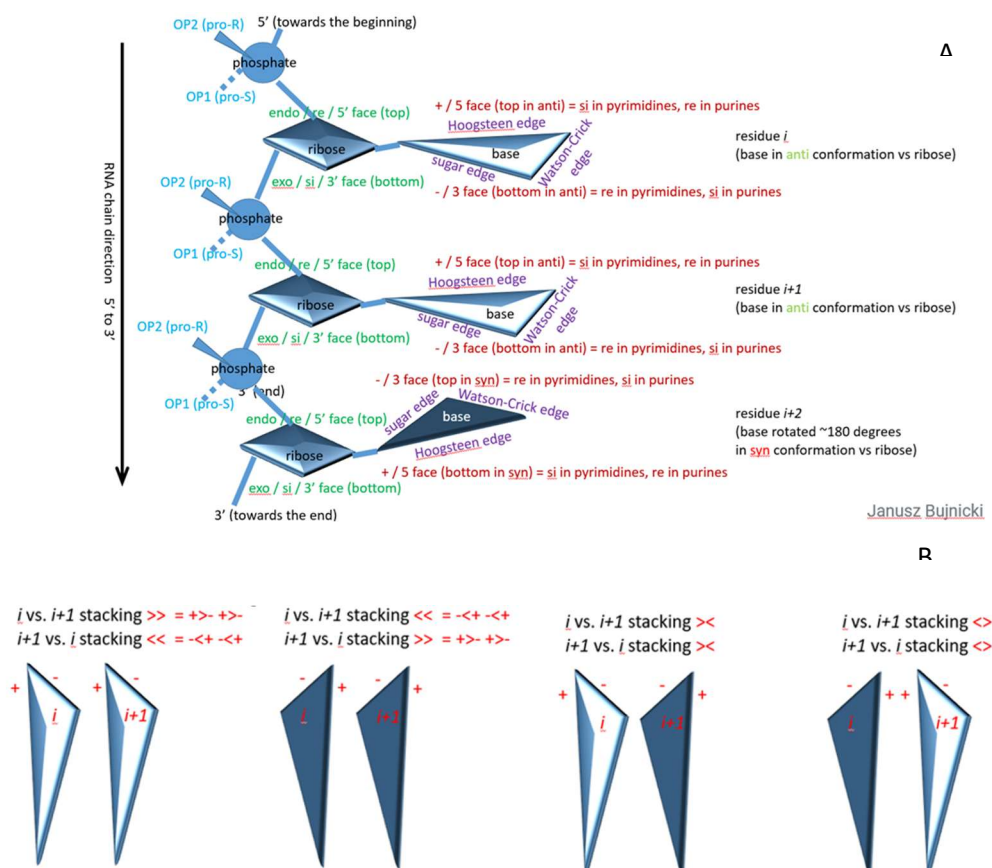 A
5' (towards the beginning)
OP2 (pro-R)
phosphate
OP1 (pro-S)
endo / re / 5' face (top)
+ / 5 face (top in anti) = si in pyrimidines, re in purines
Hoogsteen edge
ribose
base
sugar edge
Watson-Crick edge
residue i
(base in anti conformation vs ribose)
exo / si / 3' face (bottom)
- / 3 face (bottom in anti) = re in pyrimidines, si in purines
RNA chain direction 5' to 3'
OP2 (pro-R)
phosphate
OP1 (pro-S)
endo / re / 5' face (top)
+ / 5 face (top in anti) = si in pyrimidines, re in purines
Hoogsteen edge
ribose
base
sugar edge
Watson-Crick edge
residue i+1
(base in anti conformation vs ribose)
exo / si / 3' face (bottom)
- / 3 face (bottom in anti) = re in pyrimidines, si in purines
OP2 (pro-R)
phosphate
3' (end)
OP1 (pro-S)
- / 3 face (top in syn) = re in pyrimidines, si in purines
endo / re / 5' face (top)
sugar edge
Watson-Crick edge
base
ribose
Hoogsteen edge
residue i+2
(base rotated ~180 degrees
in syn conformation vs ribose)
+ / 5 face (bottom in syn) = si in pyrimidines, re in purines
exo / si / 3' face (bottom)
3' (towards the end)
Janusz Bujnicki
B
i vs. i+1 stacking >> = +>- +>-
i+1 vs. i stacking << = -<+ -<+
+ - + -
i i+1
i vs. i+1 stacking << = -<+ -<+
i+1 vs. i stacking >> = +>- +>-
- + - +
i i+1
i vs. i+1 stacking ><
i+1 vs. i stacking ><
+ - - +
i i+1
i vs. i+1 stacking <>
i+1 vs. i stacking <>
- + + -
i i+1